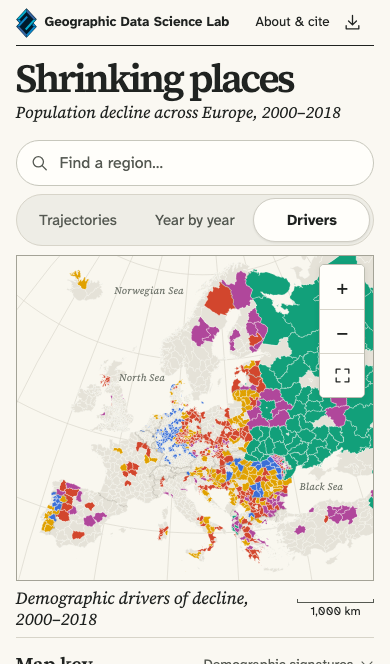 Geographic Data Science Lab
About & cite
Shrinking places
Population decline across Europe, 2000–2018
Find a region...
Trajectories
Year by year
Drivers
Norwegian Sea
North Sea
Black Sea
+
−
Demographic drivers of decline,
2000–2018
1,000 km
Map key
Demographic signatures